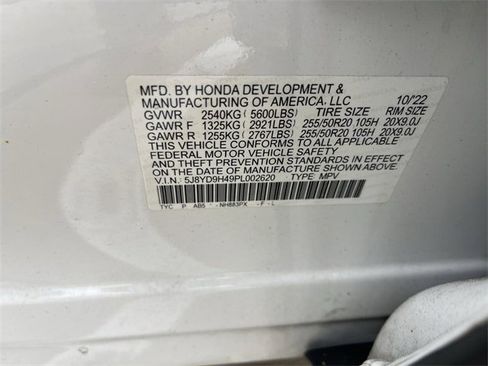 MFD. BY HONDA DEVELOPMENT &
MANUFACTURING OF AMERICA, LLC 10/'22
GVWR 2540KG ( 5600LBS) TIRE SIZE RIM SIZE
GAWR F 1325KG ( 2921LBS) 255/50R20 105H 20X9.0J
GAWR R 1255KG ( 2767LBS) 255/50R20 105H 20X9.0J
THIS VEHICLE CONFORMS TO ALL APPLICABLE
FEDERAL MOTOR VEHICLE SAFETY
AND THEFT PREVENTION STANDARDS IN EFFECT
ON THE DATE OF MANUFACTURE SHOWN ABOVE.
V.I.N.: 5J8YD9H49PL002620 TYPE: MPV
TYC P AB5 - NH883PX - F - L